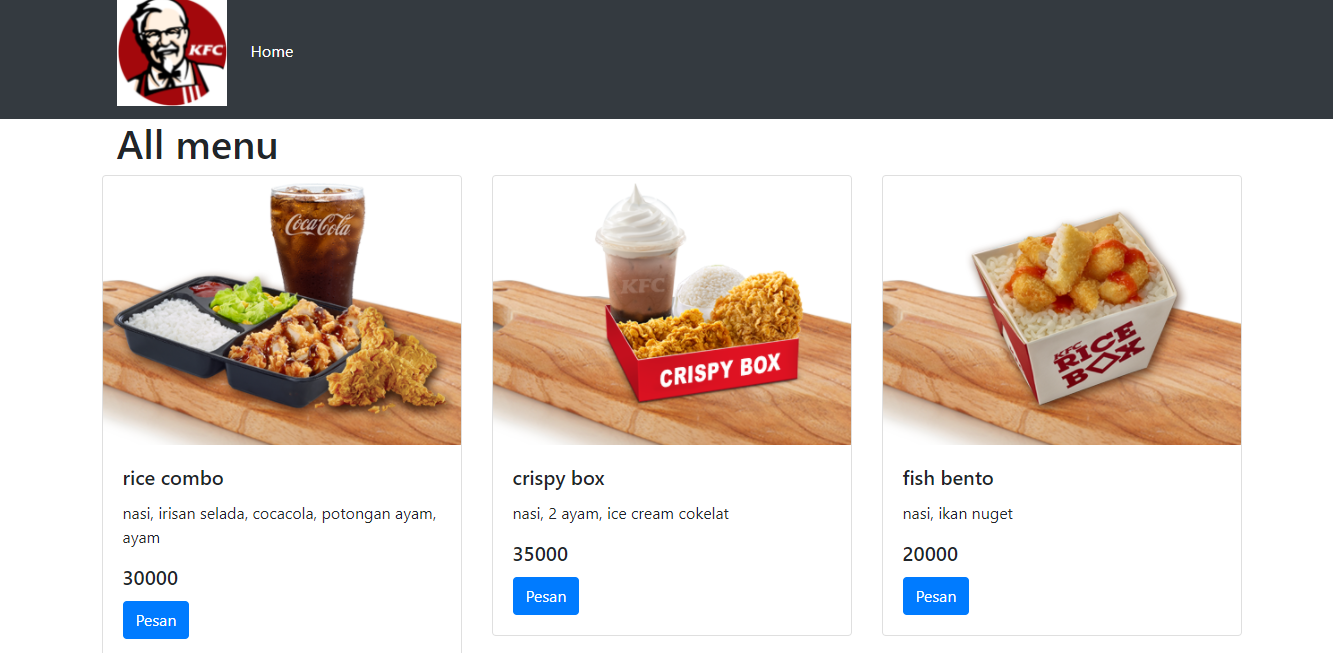 KFC
Home
All menu
Coca-Cola
KFC
CRISPY BOX
KFC
RICE
BOX
rice combo
nasi, irisan selada, cocacola, potongan ayam,
ayam
30000
Pesan
crispy box
nasi, 2 ayam, ice cream cokelat
35000
Pesan
fish bento
nasi, ikan nuget
20000
Pesan